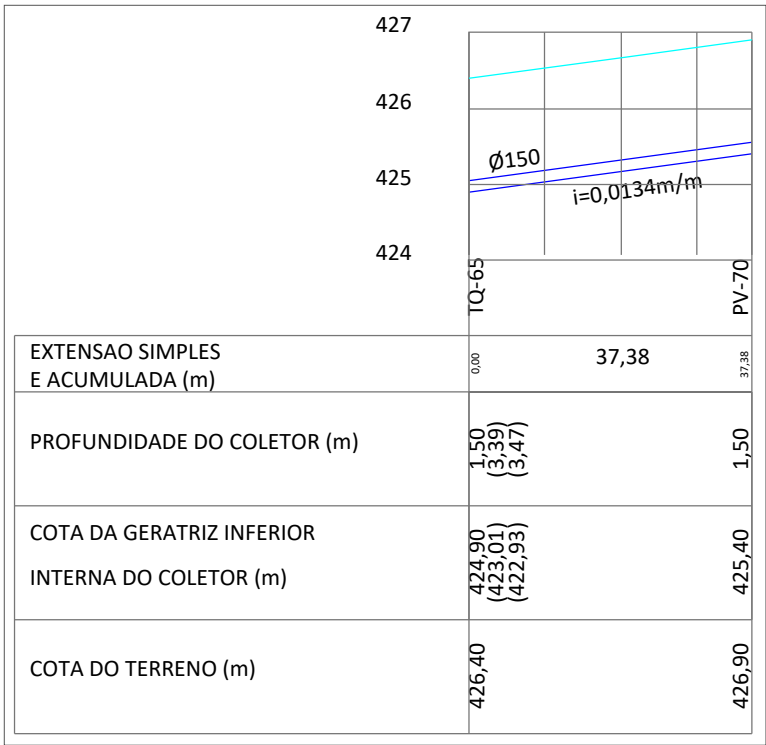 427
426
425
424
Ø150
i=0,0134m/m
TQ-65
PV-70
EXTENSAO SIMPLES
E ACUMULADA (m)
0,00
37,38
37,38
PROFUNDIDADE DO COLETOR (m)
1,50
(3,39)
(3,47)
1,50
COTA DA GERATRIZ INFERIOR
INTERNA DO COLETOR (m)
424,90
(423,01)
(422,93)
425,40
COTA DO TERRENO (m)
426,40
426,90